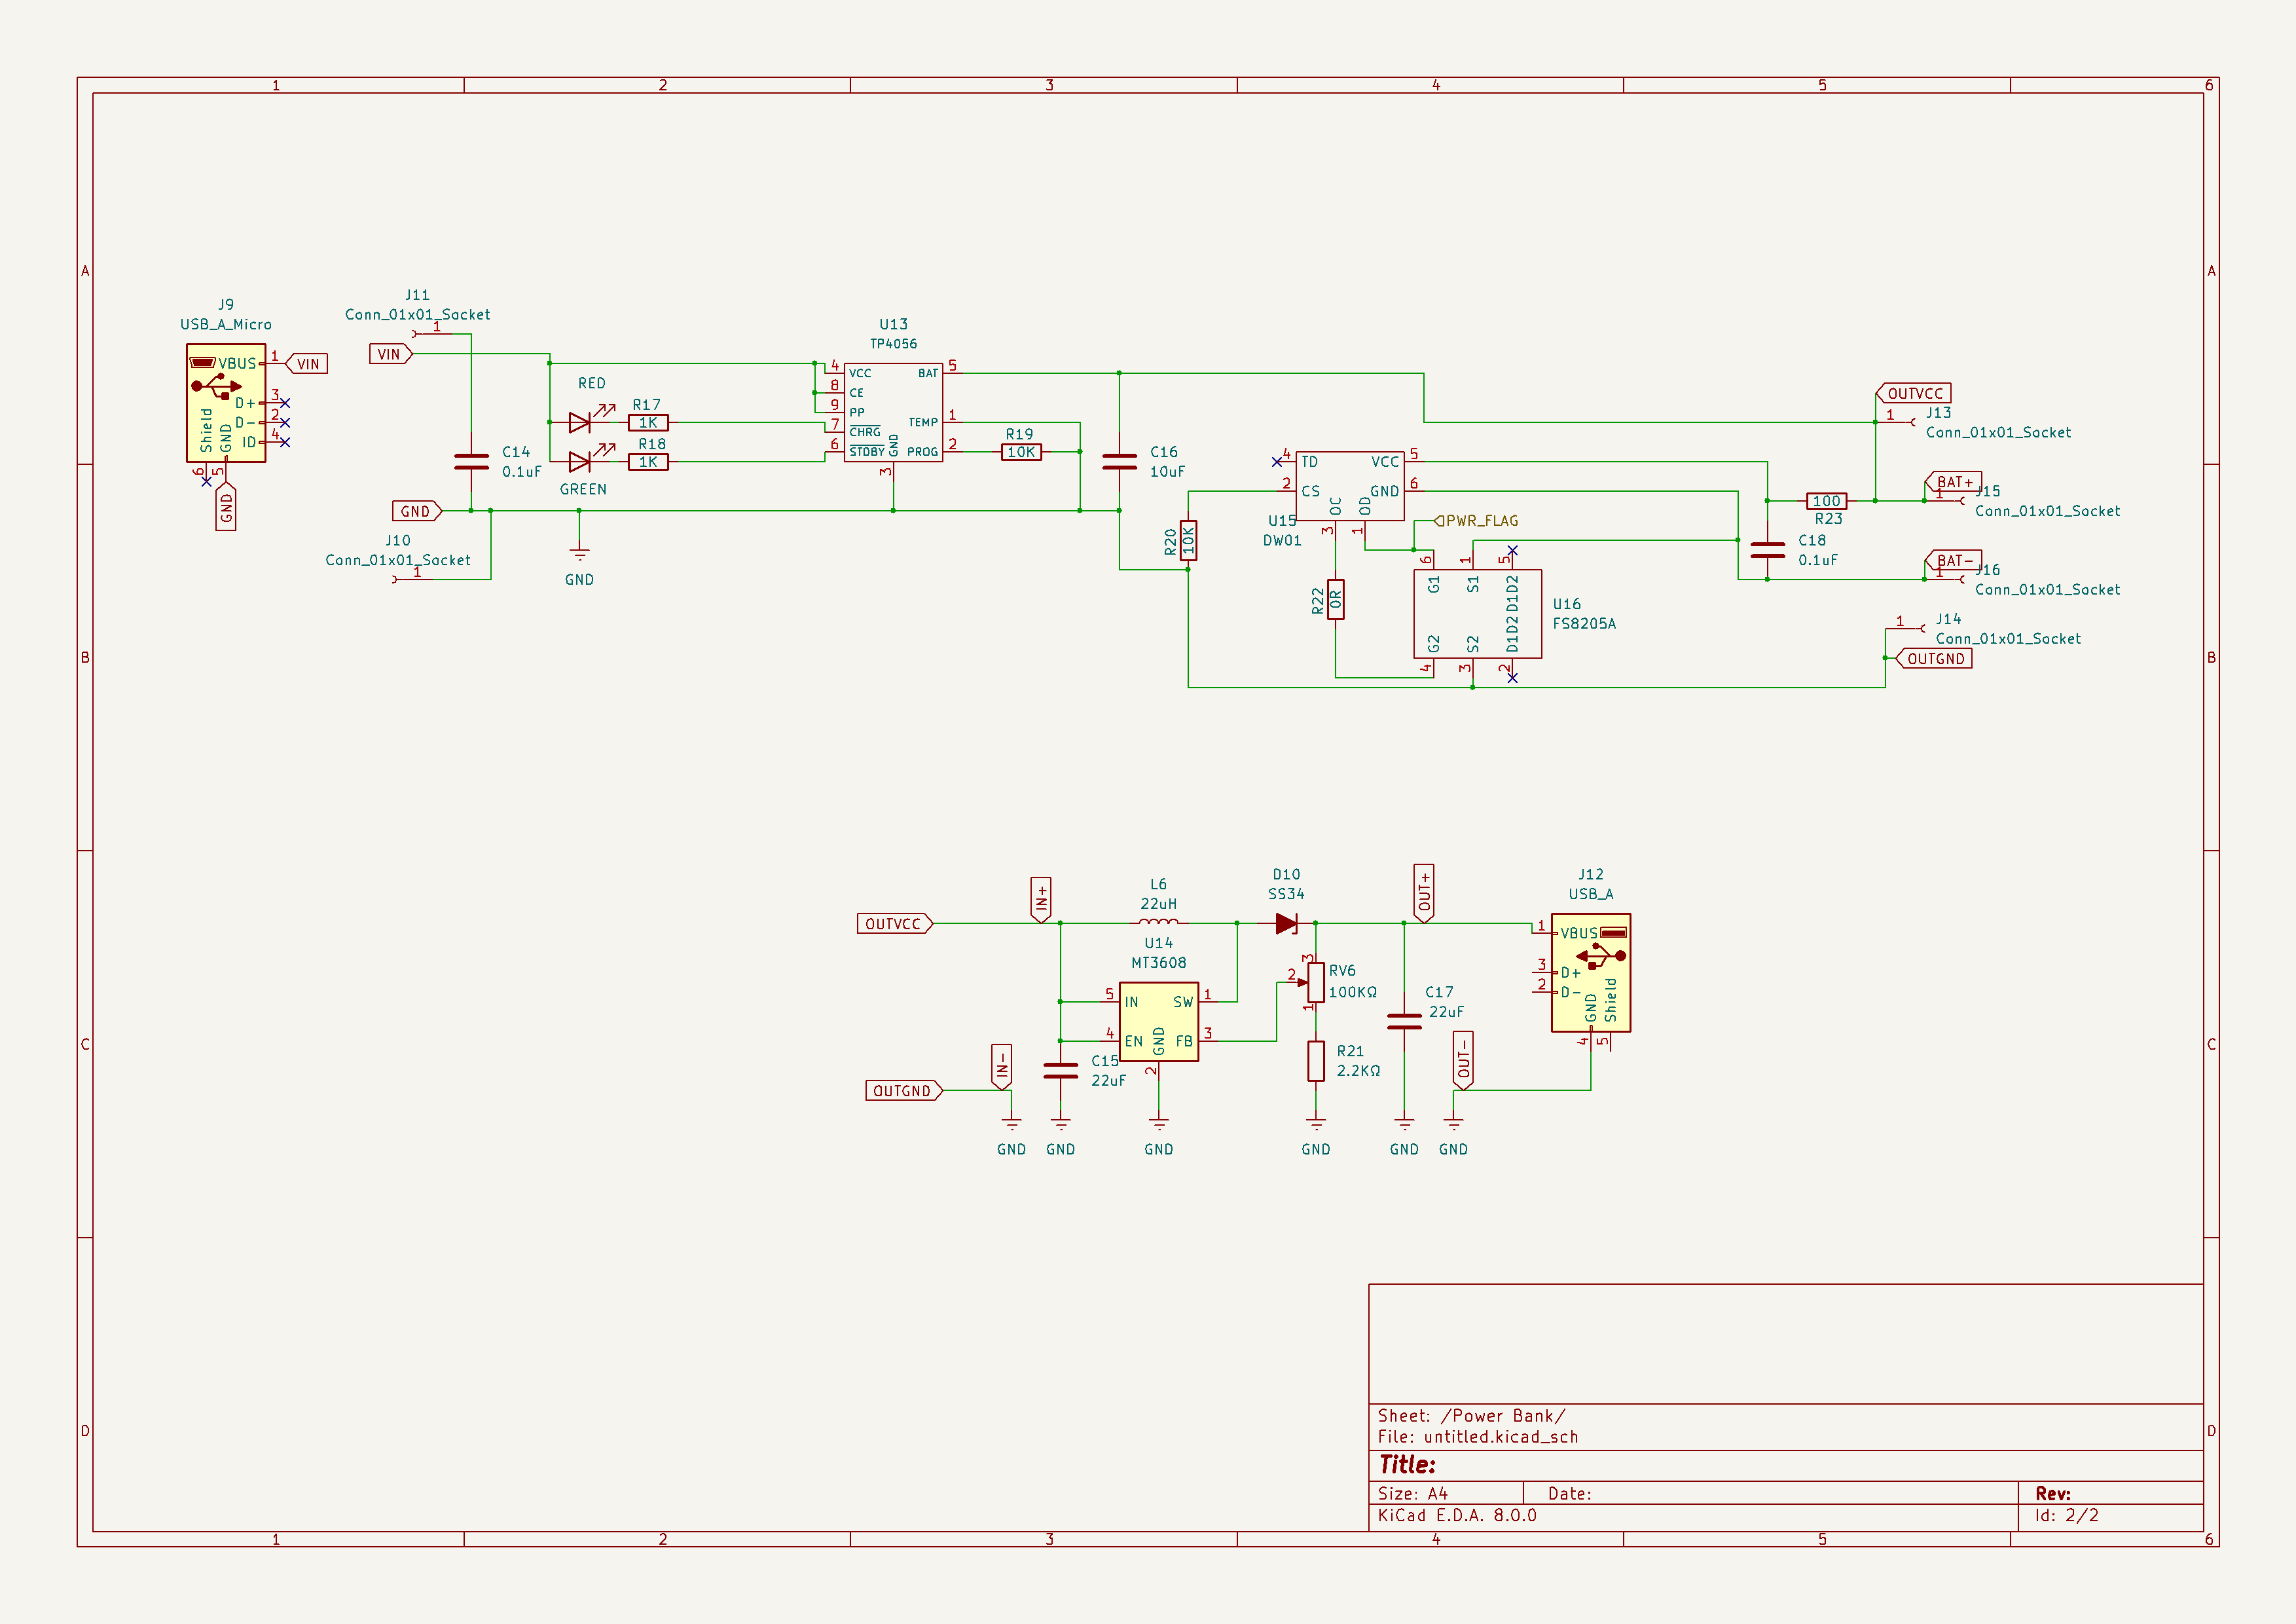 1 2 3 4 5 6
A A
J11
Conn_01x01_Socket
1
J9
USB_A_Micro
VBUS 1 VIN
D+ 3
D- 2
ID 4
Shield GND
6 5
GND
VIN
RED
R17
1K
R18
1K
GREEN
C14
0.1uF
GND
J10
Conn_01x01_Socket
1
GND
U13
TP4056
4 VCC BAT 5
8 CE
9 PP TEMP 1
7 CHRG
6 STDBY GND PROG 2
3
R19
10K
C16
10uF
4 TD VCC 5
2 CS GND 6
OC OD
3 1
U15
DW01
R20
10K
PWR_FLAG
R22
0R
6 1 5
G1 S1 D1D2
G2 S2 D1D2
4 3 2
U16
FS8205A
OUTVCC
1 J13
Conn_01x01_Socket
BAT+
1 J15
Conn_01x01_Socket
100
R23
C18
0.1uF
BAT-
1 J16
Conn_01x01_Socket
1 J14
Conn_01x01_Socket
OUTGND
B B
OUTVCC
IN+
L6
22uH
D10
SS34
OUT+
J12
USB_A
U14
MT3608
5 IN SW 1
4 EN GND FB 3
2
3
2
1
RV6
100KΩ
R21
2.2KΩ
C17
22uF
1 VBUS
3 D+
2 D-
GND Shield
4 5
C C
IN-
C15
22uF
OUT-
OUTGND
GND GND GND GND GND GND
D D
Sheet: /Power Bank/
File: untitled.kicad_sch
Title:
Size: A4 Date: Rev:
KiCad E.D.A. 8.0.0 Id: 2/2
1 2 3 4 5 6